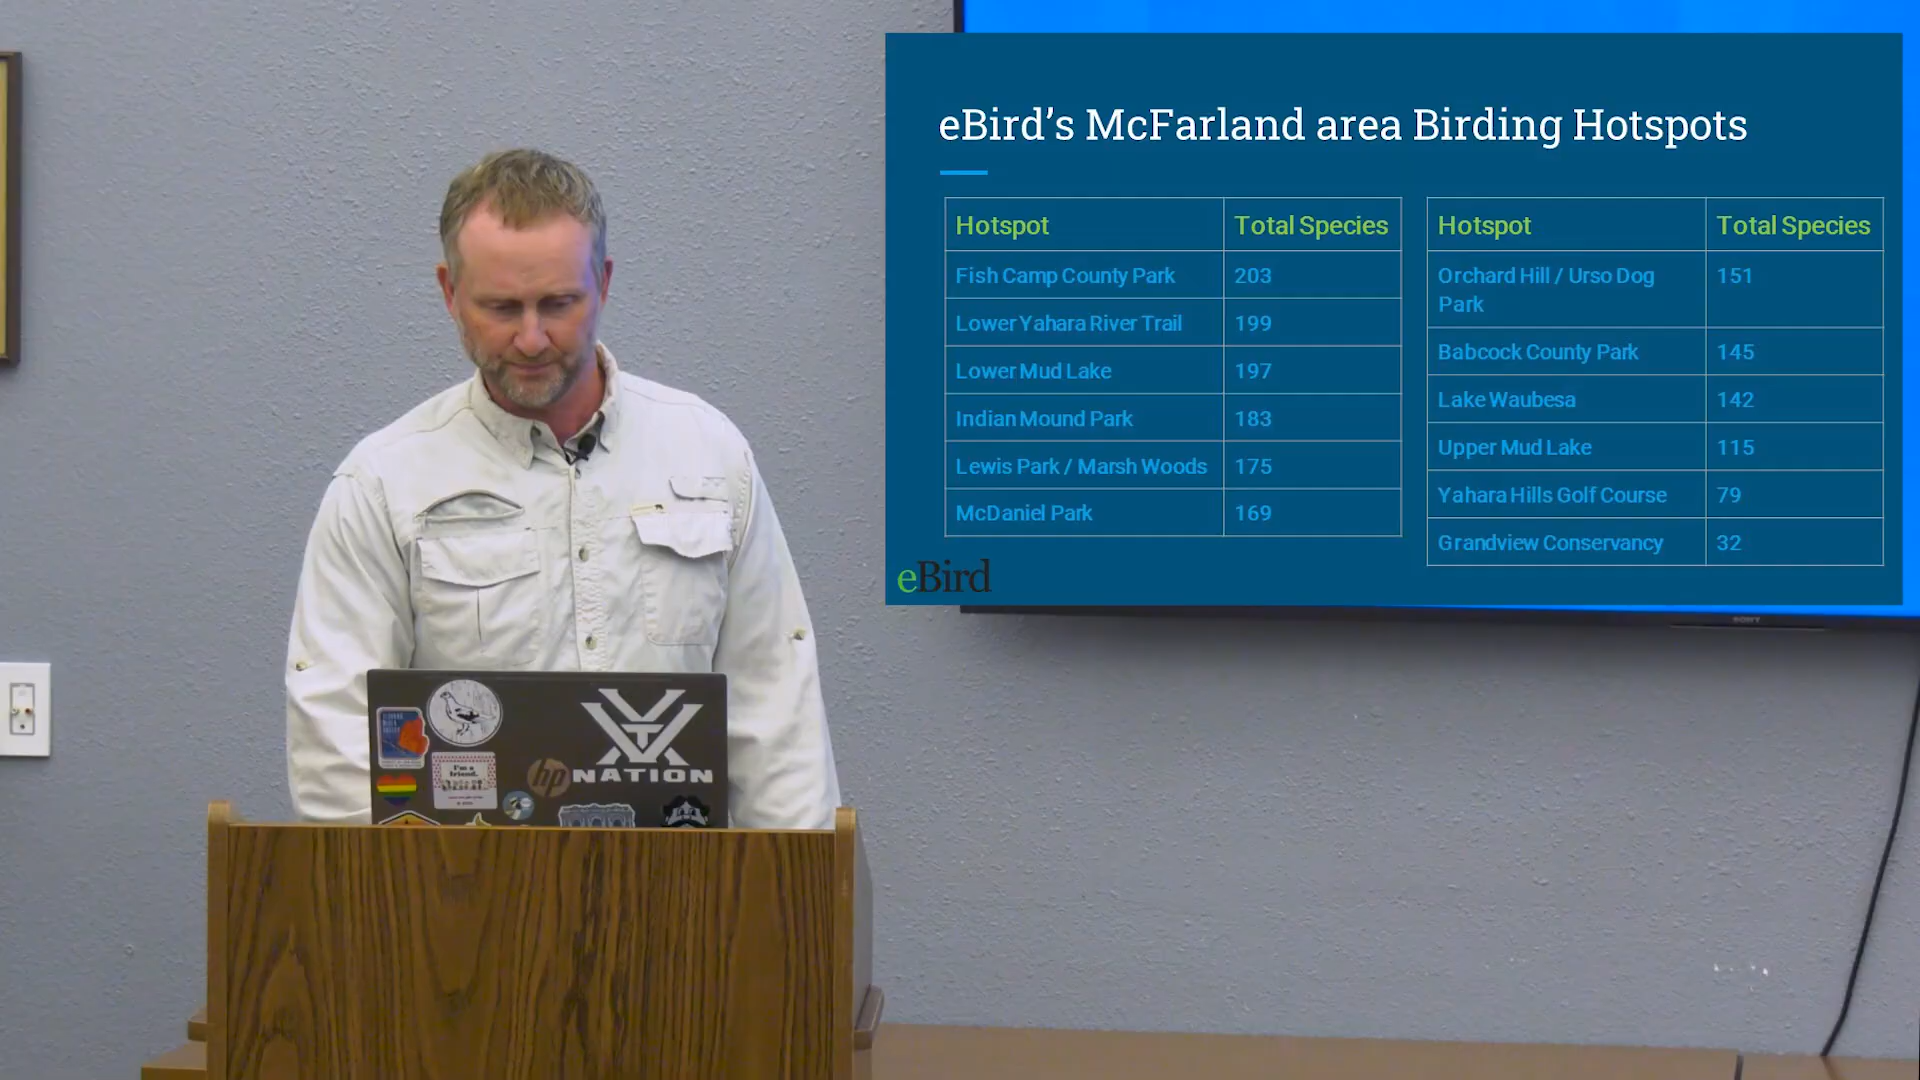 eBird's McFarland area Birding Hotspots
Hotspot Total Species
Fish Camp County Park 203
Lower Yahara River Trail 199
Lower Mud Lake 197
Indian Mound Park 183
Lewis Park / Marsh Woods 175
McDaniel Park 169
Hotspot Total Species
Orchard Hill / Urso Dog 151
Park
Babcock County Park 145
Lake Waubesa 142
Upper Mud Lake 115
Yahara Hills Golf Course 79
Grandview Conservancy 32
eBird
SONY
I'm a
friend.
hp
NATION